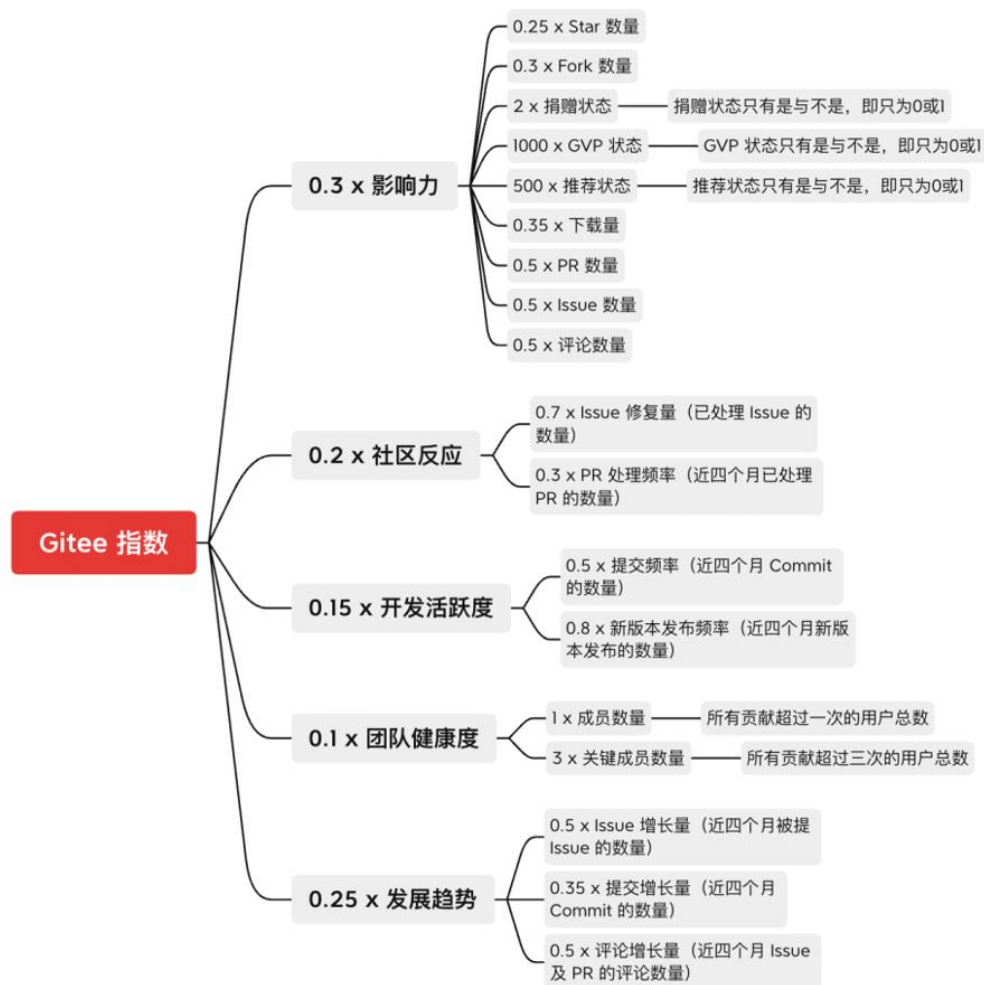 0.25 x Star 数量
0.3 x Fork 数量
2 x 捐赠状态
捐赠状态只有是与不是，即只为0或1
1000 x GVP 状态
GVP 状态只有是与不是，即只为0或1
0.3 x 影响力
500 x 推荐状态
推荐状态只有是与不是，即只为0或1
0.35 x 下载量
0.5 x PR 数量
0.5 x Issue 数量
0.5 x 评论数量
0.2 x 社区反应
0.7 x Issue 修复量（已处理 Issue 的
数量）
0.3 x PR 处理频率（近四个月已处理
PR 的数量）
Gitee 指数
0.15 x 开发活跃度
0.5 x 提交频率（近四个月 Commit
的数量）
0.8 x 新版本发布频率（近四个月新版
本发布的数量）
0.1 x 团队健康度
1 x 成员数量
所有贡献超过一次的用户总数
3 x 关键成员数量
所有贡献超过三次的用户总数
0.25 x 发展趋势
0.5 x Issue 增长量（近四个月被提
Issue 的数量）
0.35 x 提交增长量（近四个月
Commit 的数量）
0.5 x 评论增长量（近四个月 Issue
及 PR 的评论数量）